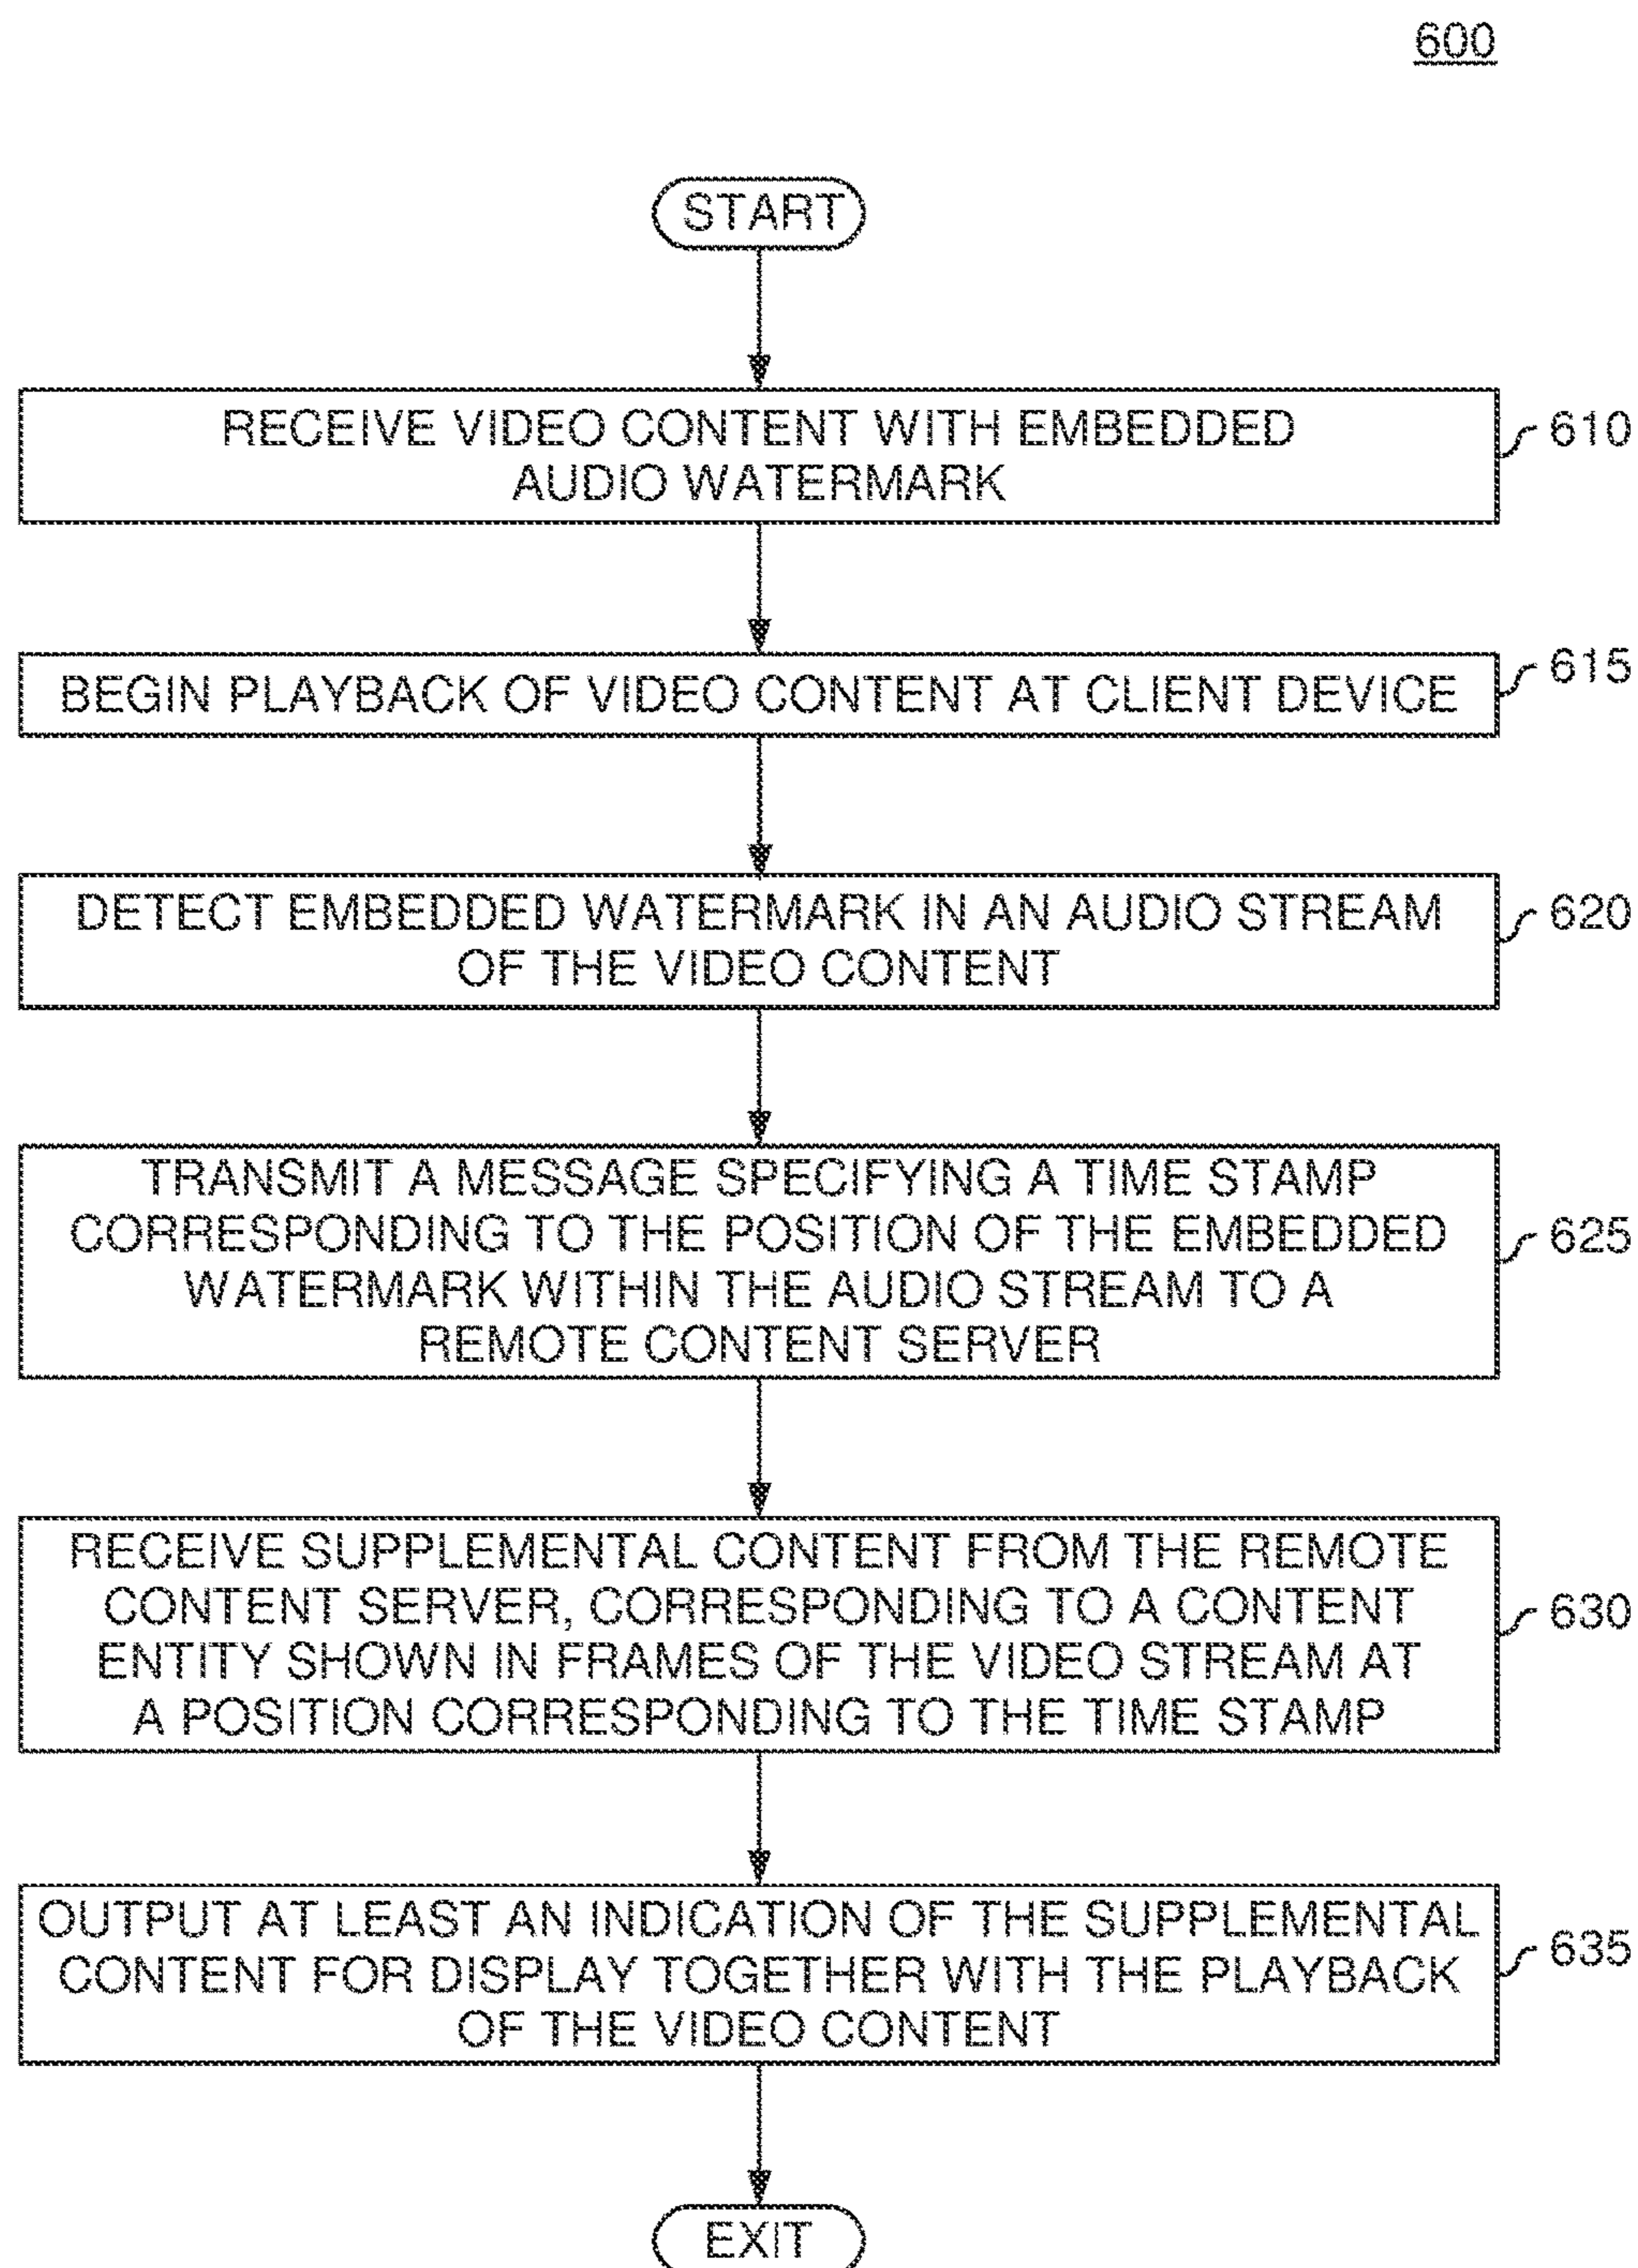 600
START
RECEIVE VIDEO CONTENT WITH EMBEDDED
AUDIO WATERMARK
610
BEGIN PLAYBACK OF VIDEO CONTENT AT CLIENT DEVICE
615
DETECT EMBEDDED WATERMARK IN AN AUDIO STREAM
OF THE VIDEO CONTENT
620
TRANSMIT A MESSAGE SPECIFYING A TIME STAMP
CORRESPONDING TO THE POSITION OF THE EMBEDDED
WATERMARK WITHIN THE AUDIO STREAM TO A
REMOTE CONTENT SERVER
625
RECEIVE SUPPLEMENTAL CONTENT FROM THE REMOTE
CONTENT SERVER, CORRESPONDING TO A CONTENT
ENTITY SHOWN IN FRAMES OF THE VIDEO STREAM AT
A POSITION CORRESPONDING TO THE TIME STAMP
630
OUTPUT AT LEAST AN INDICATION OF THE SUPPLEMENTAL
CONTENT FOR DISPLAY TOGETHER WITH THE PLAYBACK
OF THE VIDEO CONTENT
635
EXIT